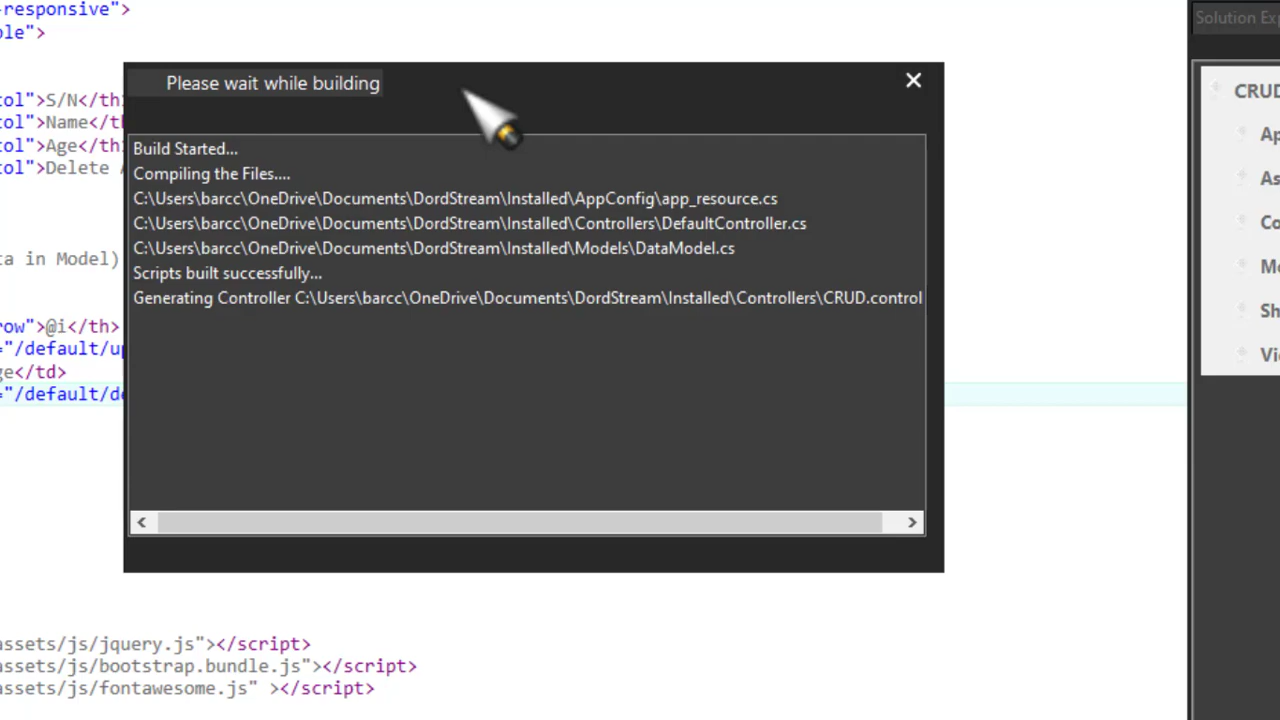 -responsive">
ole">
Solution Ex
Please wait while building
col">S/N</th
col">Name</th
col">Age</th
col">Delete
Build Started...
Compiling the Files....
C:\Users\barcc\OneDrive\Documents\DordStream\Installed\AppConfig\app_resource.cs
C:\Users\barcc\OneDrive\Documents\DordStream\Installed\Controllers\DefaultController.cs
C:\Users\barcc\OneDrive\Documents\DordStream\Installed\Models\DataModel.cs
Scripts built successfully...
Generating Controller C:\Users\barcc\OneDrive\Documents\DordStream\Installed\Controllers\CRUD.control
ta in Model)
row">@i</th>
="/default/up
ge</td>
="/default/de
CRUD
Ap
As
Co
Mo
Sh
Vi
assets/js/jquery.js"></script>
assets/js/bootstrap.bundle.js"></script>
assets/js/fontawesome.js" ></script>